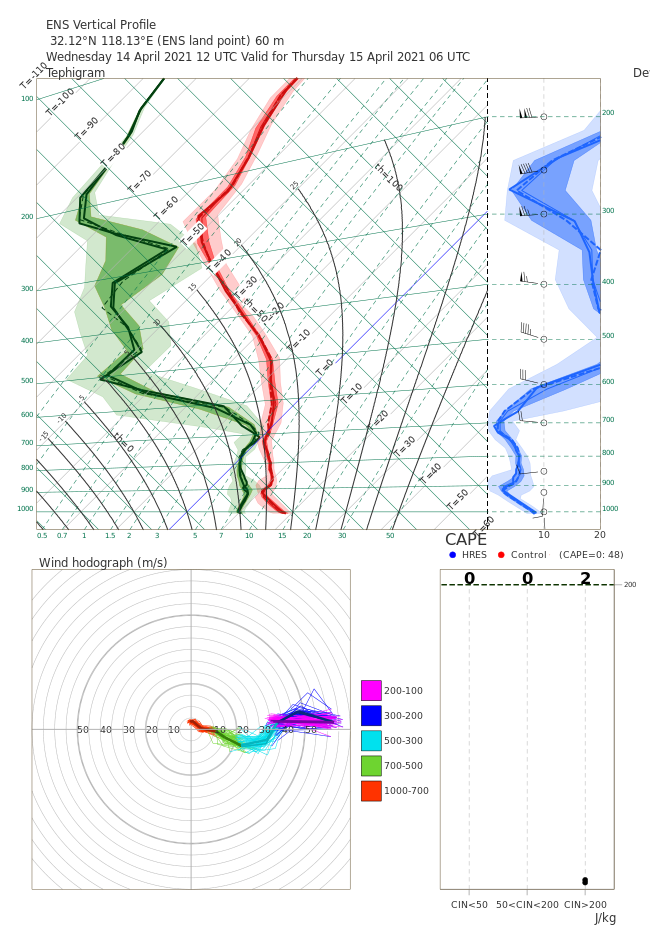 ENS Vertical Profile
32.12°N 118.13°E (ENS land point) 60 m
Wednesday 14 April 2021 12 UTC Valid for Thursday 15 April 2021 06 UTC
Tephigram
De
T=-110
T=-100
T=-90
T=-80
T=-70
T=-60
T=-50
T=-40
T=-30
T=-20
T=-10
T=0
T=10
T=20
T=30
T=40
T=50
T=60
th=100
th=50
th=0
25
20
15
10
-5
-10
-15
100
200
300
400
500
600
700
800
900
1000
0.5 0.7 1 1.5 2 3 5 7 10 15 20 30 50
200
300
400
500
600
700
800
900
1000
10 20
CAPE
HRES Control (CAPE=0: 48)
0 0 2
200
CIN<50 50<CIN<200 CIN>200
J/kg
Wind hodograph (m/s)
50 40 30 20 10 10 20 30 40 50
200-100
300-200
500-300
700-500
1000-700